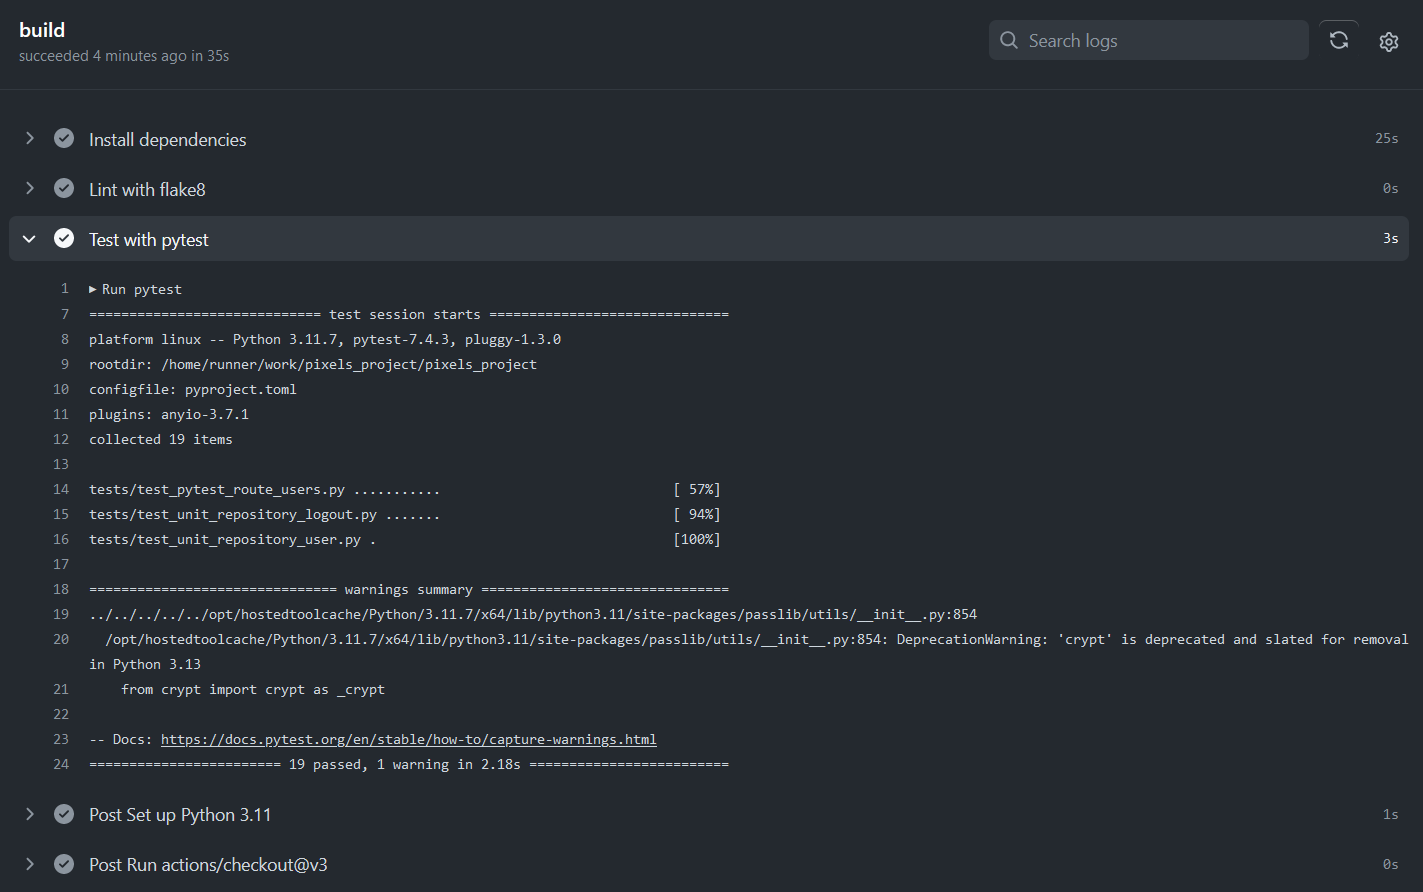 build
succeeded 4 minutes ago in 35s
Search logs
Install dependencies 25s
Lint with flake8 0s
Test with pytest 3s
1 ▶ Run pytest
7 ============================= test session starts ==============================
8 platform linux -- Python 3.11.7, pytest-7.4.3, pluggy-1.3.0
9 rootdir: /home/runner/work/pixels_project/pixels_project
10 configfile: pyproject.toml
11 plugins: anyio-3.7.1
12 collected 19 items
13
14 tests/test_pytest_route_users.py ........... [ 57%]
15 tests/test_unit_repository_logout.py ....... [ 94%]
16 tests/test_unit_repository_user.py . [100%]
17
18 =============================== warnings summary ===============================
19 ../../../../../opt/hostedtoolcache/Python/3.11.7/x64/lib/python3.11/site-packages/passlib/utils/__init__.py:854
20 /opt/hostedtoolcache/Python/3.11.7/x64/lib/python3.11/site-packages/passlib/utils/__init__.py:854: DeprecationWarning: 'crypt' is deprecated and slated for removal
in Python 3.13
21 from crypt import crypt as _crypt
22
23 -- Docs: https://docs.pytest.org/en/stable/how-to/capture-warnings.html
24 ======================== 19 passed, 1 warning in 2.18s =========================
Post Set up Python 3.11 1s
Post Run actions/checkout@v3 0s